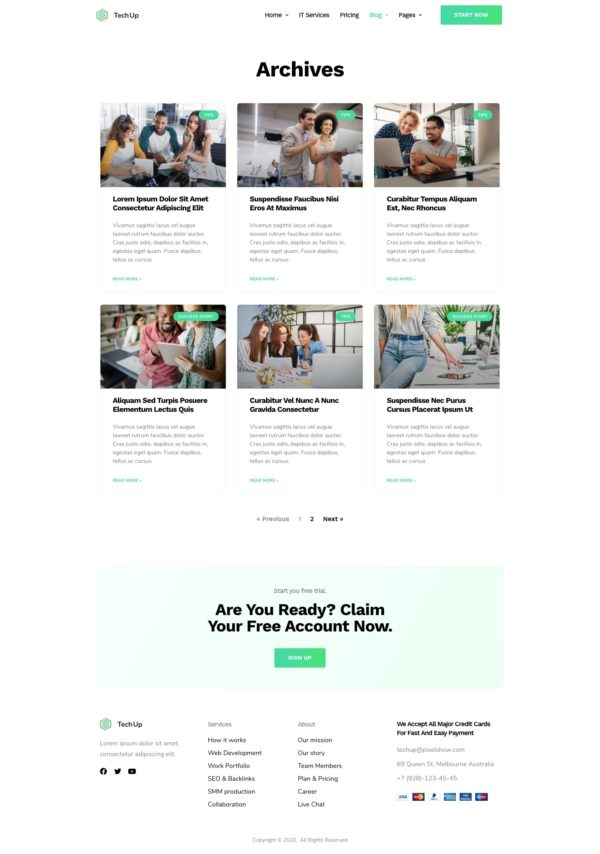 TechUp
Home
IT Services
Pricing
Blog
Pages
START NOW
Archives
TIPS
TIPS
TIPS
Lorem Ipsum Dolor Sit Amet
Consectetur Adipiscing Elit
Suspendisse Faucibus Nisi
Eros At Maximus
Curabitur Tempus Aliquam
Est, Nec Rhoncus
Vivamus sagittis lacus vel augue
laoreet rutrum faucibus dolor auctor.
Cras justo odio, dapibus ac facilisis in,
egestas eget quam. Fusce dapibus,
tellus ac cursus
Vivamus sagittis lacus vel augue
laoreet rutrum faucibus dolor auctor.
Cras justo odio, dapibus ac facilisis in,
egestas eget quam. Fusce dapibus,
tellus ac cursus
Vivamus sagittis lacus vel augue
laoreet rutrum faucibus dolor auctor.
Cras justo odio, dapibus ac facilisis in,
egestas eget quam. Fusce dapibus,
tellus ac cursus
READ MORE »
READ MORE »
READ MORE »
SUCCESS STORY
TIPS
SUCCESS STORY
Aliquam Sed Turpis Posuere
Elementum Lectus Quis
Curabitur Vel Nunc A Nunc
Gravida Consectetur
Suspendisse Nec Purus
Cursus Placerat Ipsum Ut
Vivamus sagittis lacus vel augue
laoreet rutrum faucibus dolor auctor.
Cras justo odio, dapibus ac facilisis in,
egestas eget quam. Fusce dapibus,
tellus ac cursus
Vivamus sagittis lacus vel augue
laoreet rutrum faucibus dolor auctor.
Cras justo odio, dapibus ac facilisis in,
egestas eget quam. Fusce dapibus,
tellus ac cursus
Vivamus sagittis lacus vel augue
laoreet rutrum faucibus dolor auctor.
Cras justo odio, dapibus ac facilisis in,
egestas eget quam. Fusce dapibus,
tellus ac cursus
READ MORE »
READ MORE »
READ MORE »
« Previous 1 2 Next »
Start you free trial.
Are You Ready? Claim
Your Free Account Now.
SIGN UP
TechUp
Lorem ipsum dolor sit amet,
consectetur adipiscing elit.
Services
How it works
Web Development
Work Portfolio
SEO & Backlinks
SMM production
Collaboration
About
Our mission
Our story
Team Members
Plan & Pricing
Career
Live Chat
We Accept All Major Credit Cards
For Fast And Easy Payment
techup@pixelshow.com
69 Queen St, Melbourne Australia
+7 (928)-123-45-45
VISA
Copyright © 2020. All Rights Reserved